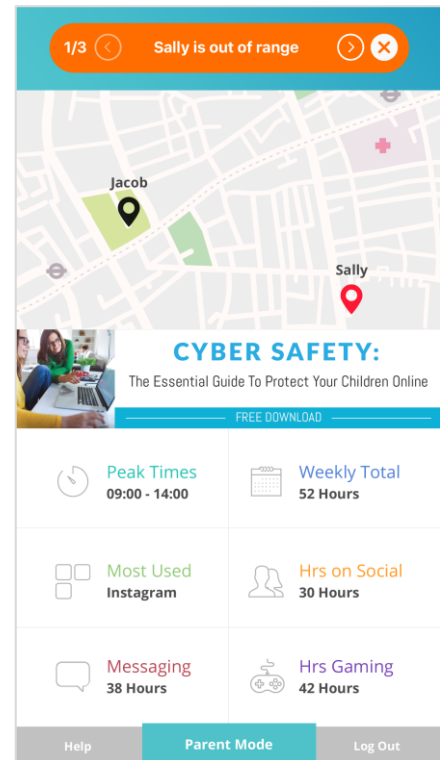 1/3
Sally is out of range
Jacob
Sally
CYBER SAFETY:
The Essential Guide To Protect Your Children Online
FREE DOWNLOAD
Peak Times
09:00 - 14:00
Weekly Total
52 Hours
Most Used
Instagram
Hrs on Social
30 Hours
Messaging
38 Hours
Hrs Gaming
42 Hours
Help
Parent Mode
Log Out